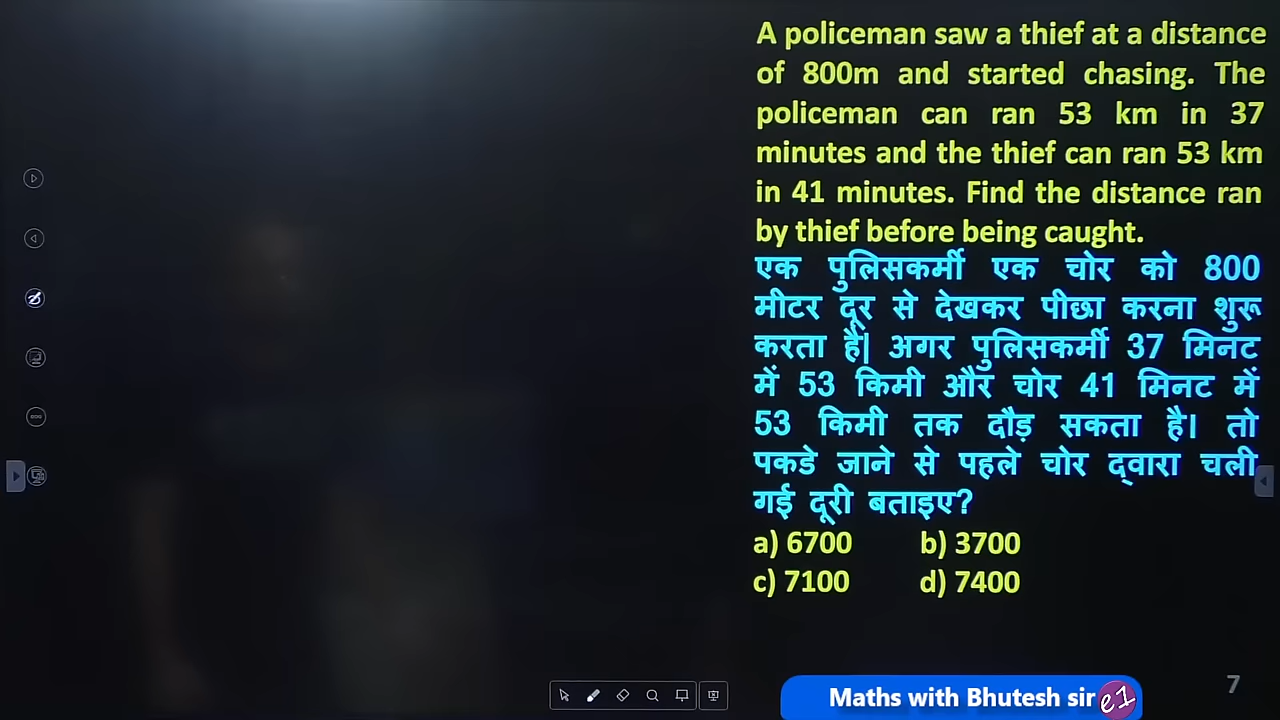 A policeman saw a thief at a distance
of 800m and started chasing. The
policeman can ran 53 km in 37
minutes and the thief can ran 53 km
in 41 minutes. Find the distance ran
by thief before being caught.
एक पुलिसकर्मी एक चोर को 800
मीटर दूर से देखकर पीछा करना शुरू
करता है| अगर पुलिसकर्मी 37 मिनट
में 53 किमी और चोर 41 मिनट में
53 किमी तक दौड़ सकता है। तो
पकडे जाने से पहले चोर द्वारा चली
गई दूरी बताइए?
a) 6700 b) 3700
c) 7100 d) 7400
Maths with Bhutesh sir e1
7